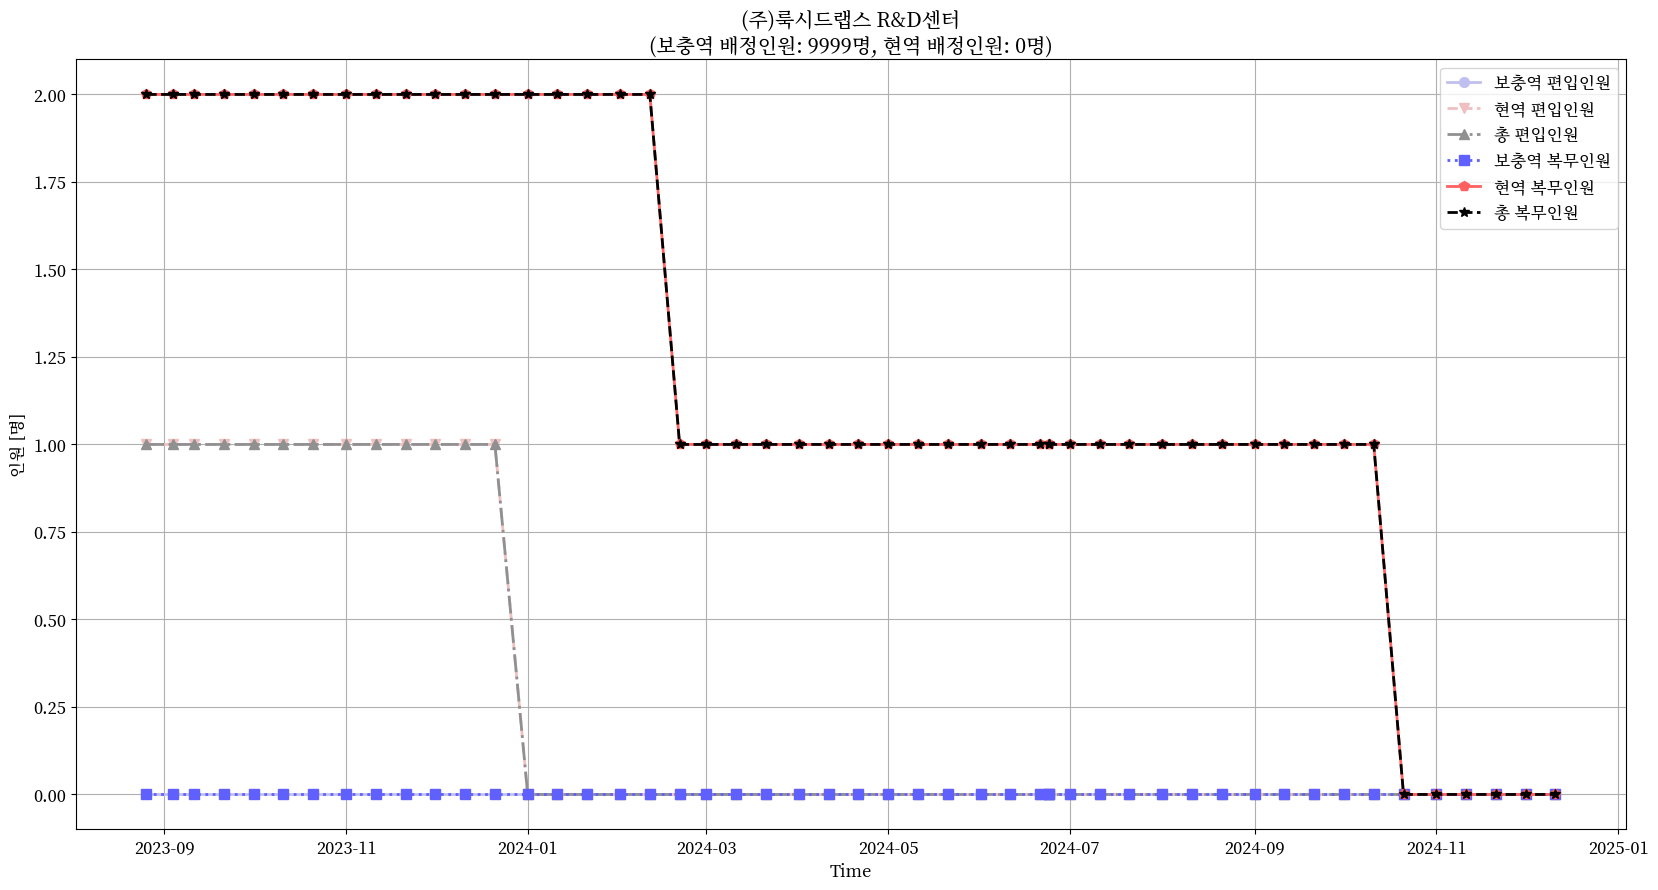 (주)룩시드랩스 R&D센터
(보충역 배정인원: 9999명, 현역 배정인원: 0명)
보충역 편입인원
현역 편입인원
총 편입인원
보충역 복무인원
현역 복무인원
총 복무인원
인원 [명]
2.00
1.75
1.50
1.25
1.00
0.75
0.50
0.25
0.00
2023-09
2023-11
2024-01
2024-03
2024-05
2024-07
2024-09
2024-11
2025-01
Time